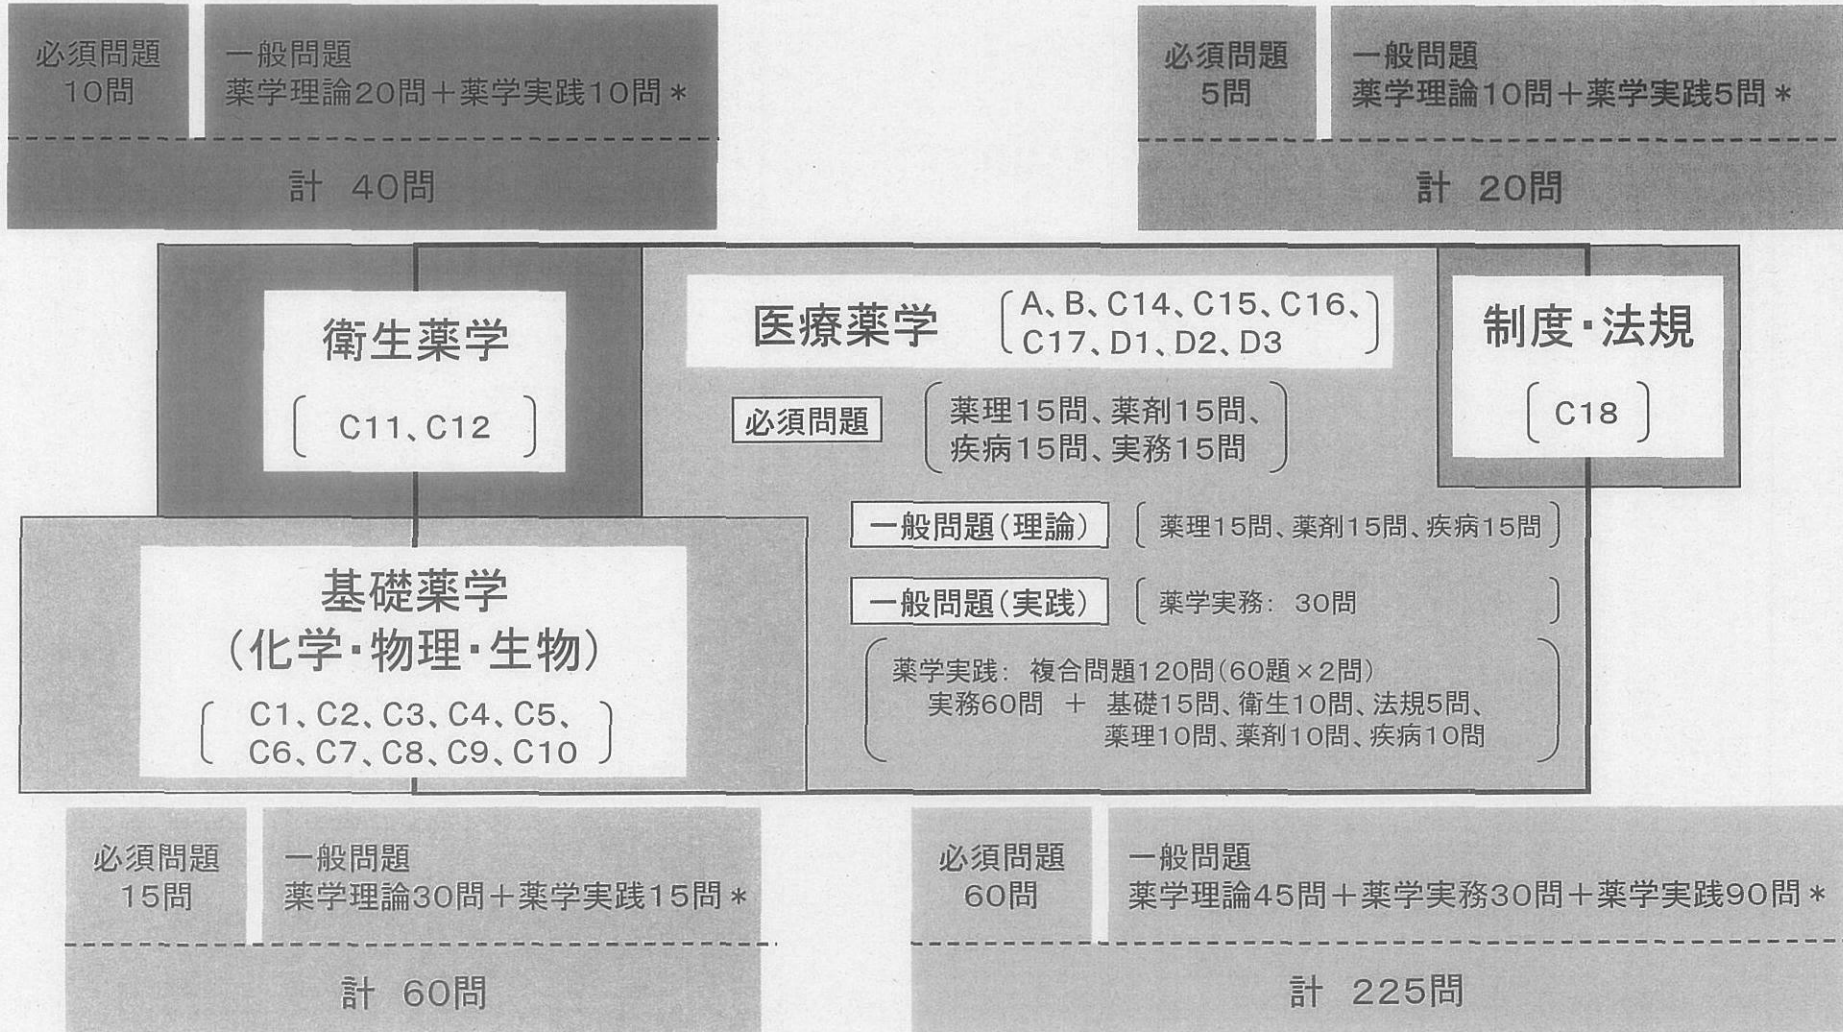 必須問題
10問
一般問題
薬学理論20問＋薬学実践10問＊
計 40問
必須問題
5問
一般問題
薬学理論10問＋薬学実践5問＊
計 20問
衛生薬学
C11、C12
医療薬学
A、B、C14、C15、C16、
C17、D1、D2、D3
制度・法規
C18
必須問題
薬理15問、薬剤15問、
疾病15問、実務15問
一般問題（理論）
薬理15問、薬剤15問、疾病15問
一般問題（実践）
薬学実務： 30問
薬学実践： 複合問題120問（60題×2問）
実務60問 ＋ 基礎15問、衛生10問、法規5問、
薬理10問、薬剤10問、疾病10問
基礎薬学
（化学・物理・生物）
C1、C2、C3、C4、C5、
C6、C7、C8、C9、C10
必須問題
15問
一般問題
薬学理論30問＋薬学実践15問＊
計 60問
必須問題
60問
一般問題
薬学理論45問＋薬学実務30問＋薬学実践90問＊
計 225問